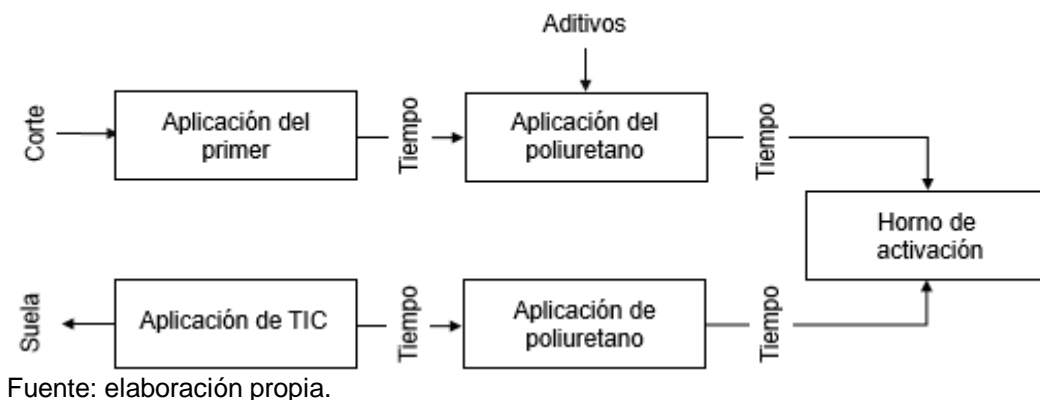 Aditivos
Corte
Aplicación del
primer
Tiempo
Aplicación del
poliuretano
Tiempo
Horno de
activación
Suela
Aplicación de TIC
Tiempo
Aplicación de
poliuretano
Tiempo
Fuente: elaboración propia.